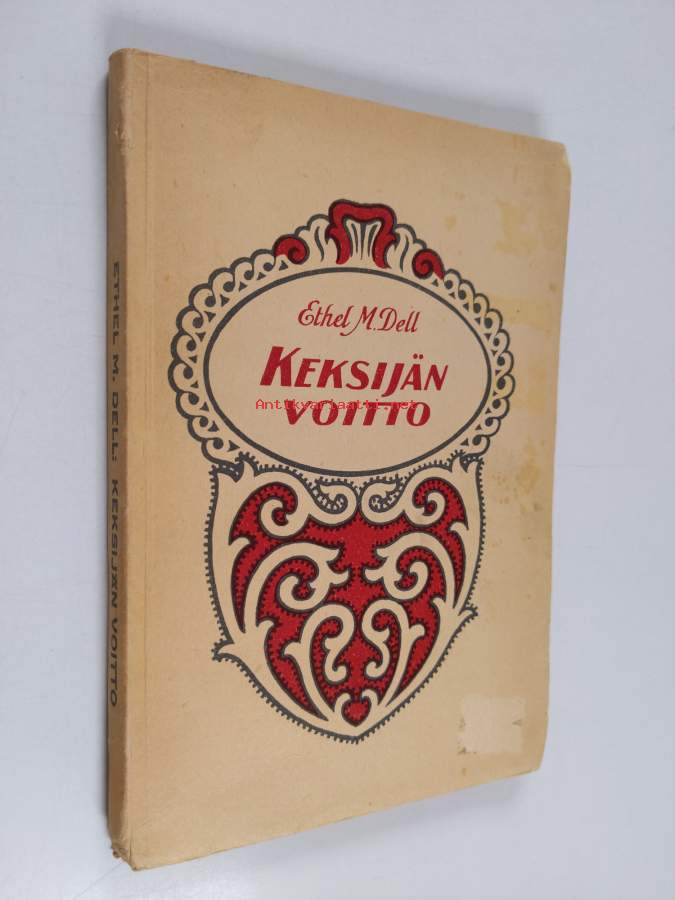 Ethel M. Dell
KEKSIJÄN
VOITTO
Antikvariaatti.net
ETHEL M. DELL: KEKSIJÄN VOITTO